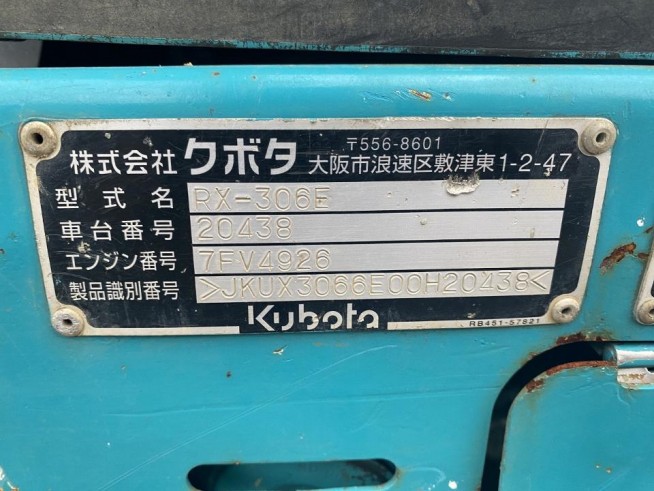 株式会社 クボタ 〒556-8601
大阪市浪速区敷津東1-2-47
型式名 RX-306E
車台番号 20438
エンジン番号 7FV4926
製品識別番号 >JKUX3066E00H20438<
Kubota RB451-57821